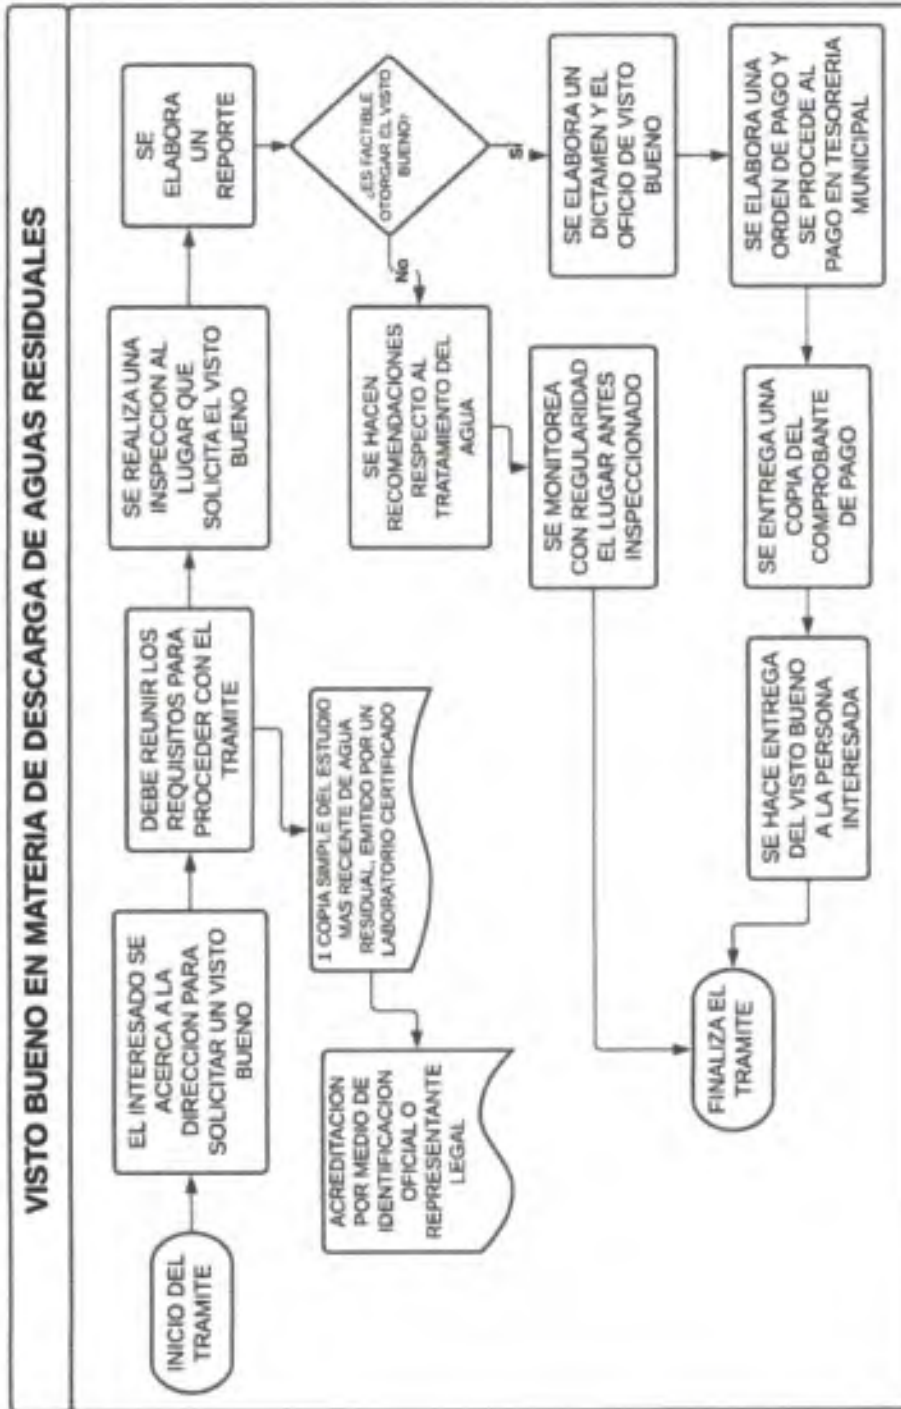 VISTO BUENO EN MATERIA DE DESCARGA DE AGUAS RESIDUALES
INICIO DEL
TRAMITE
EL INTERESADO SE
ACERCA A LA
DIRECCION PARA
SOLICITAR UN VISTO
BUENO
DEBE REUNIR LOS
REQUISITOS PARA
PROCEDER CON EL
TRAMITE
SE REALIZA UNA
INSPECCION AL
LUGAR QUE
SOLICITA EL VISTO
BUENO
SE
ELABORA
UN
REPORTE
1 COPIA SIMPLE DEL ESTUDIO
MAS RECIENTE DE AGUA
RESIDUAL, EMITIDO POR UN
LABORATORIO CERTIFICADO
ACREDITACION
POR MEDIO DE
IDENTIFICACION
OFICIAL O
REPRESENTANTE
LEGAL
¿ES FACTIBLE
OTORGAR EL VISTO
BUENO?
No
SI
SE HACEN
RECOMENDACIONES
RESPECTO AL
TRATAMIENTO DEL
AGUA
SE MONITOREA
CON REGULARIDAD
EL LUGAR ANTES
INSPECCIONADO
SE ELABORA UN
DICTAMEN Y EL
OFICIO DE VISTO
BUENO
SE ELABORA UNA
ORDEN DE PAGO Y
SE PROCEDE AL
PAGO EN TESORERIA
MUNICIPAL
SE ENTREGA UNA
COPIA DEL
COMPROBANTE
DE PAGO
SE HACE ENTREGA
DEL VISTO BUENO
A LA PERSONA
INTERESADA
FINALIZA EL
TRAMITE